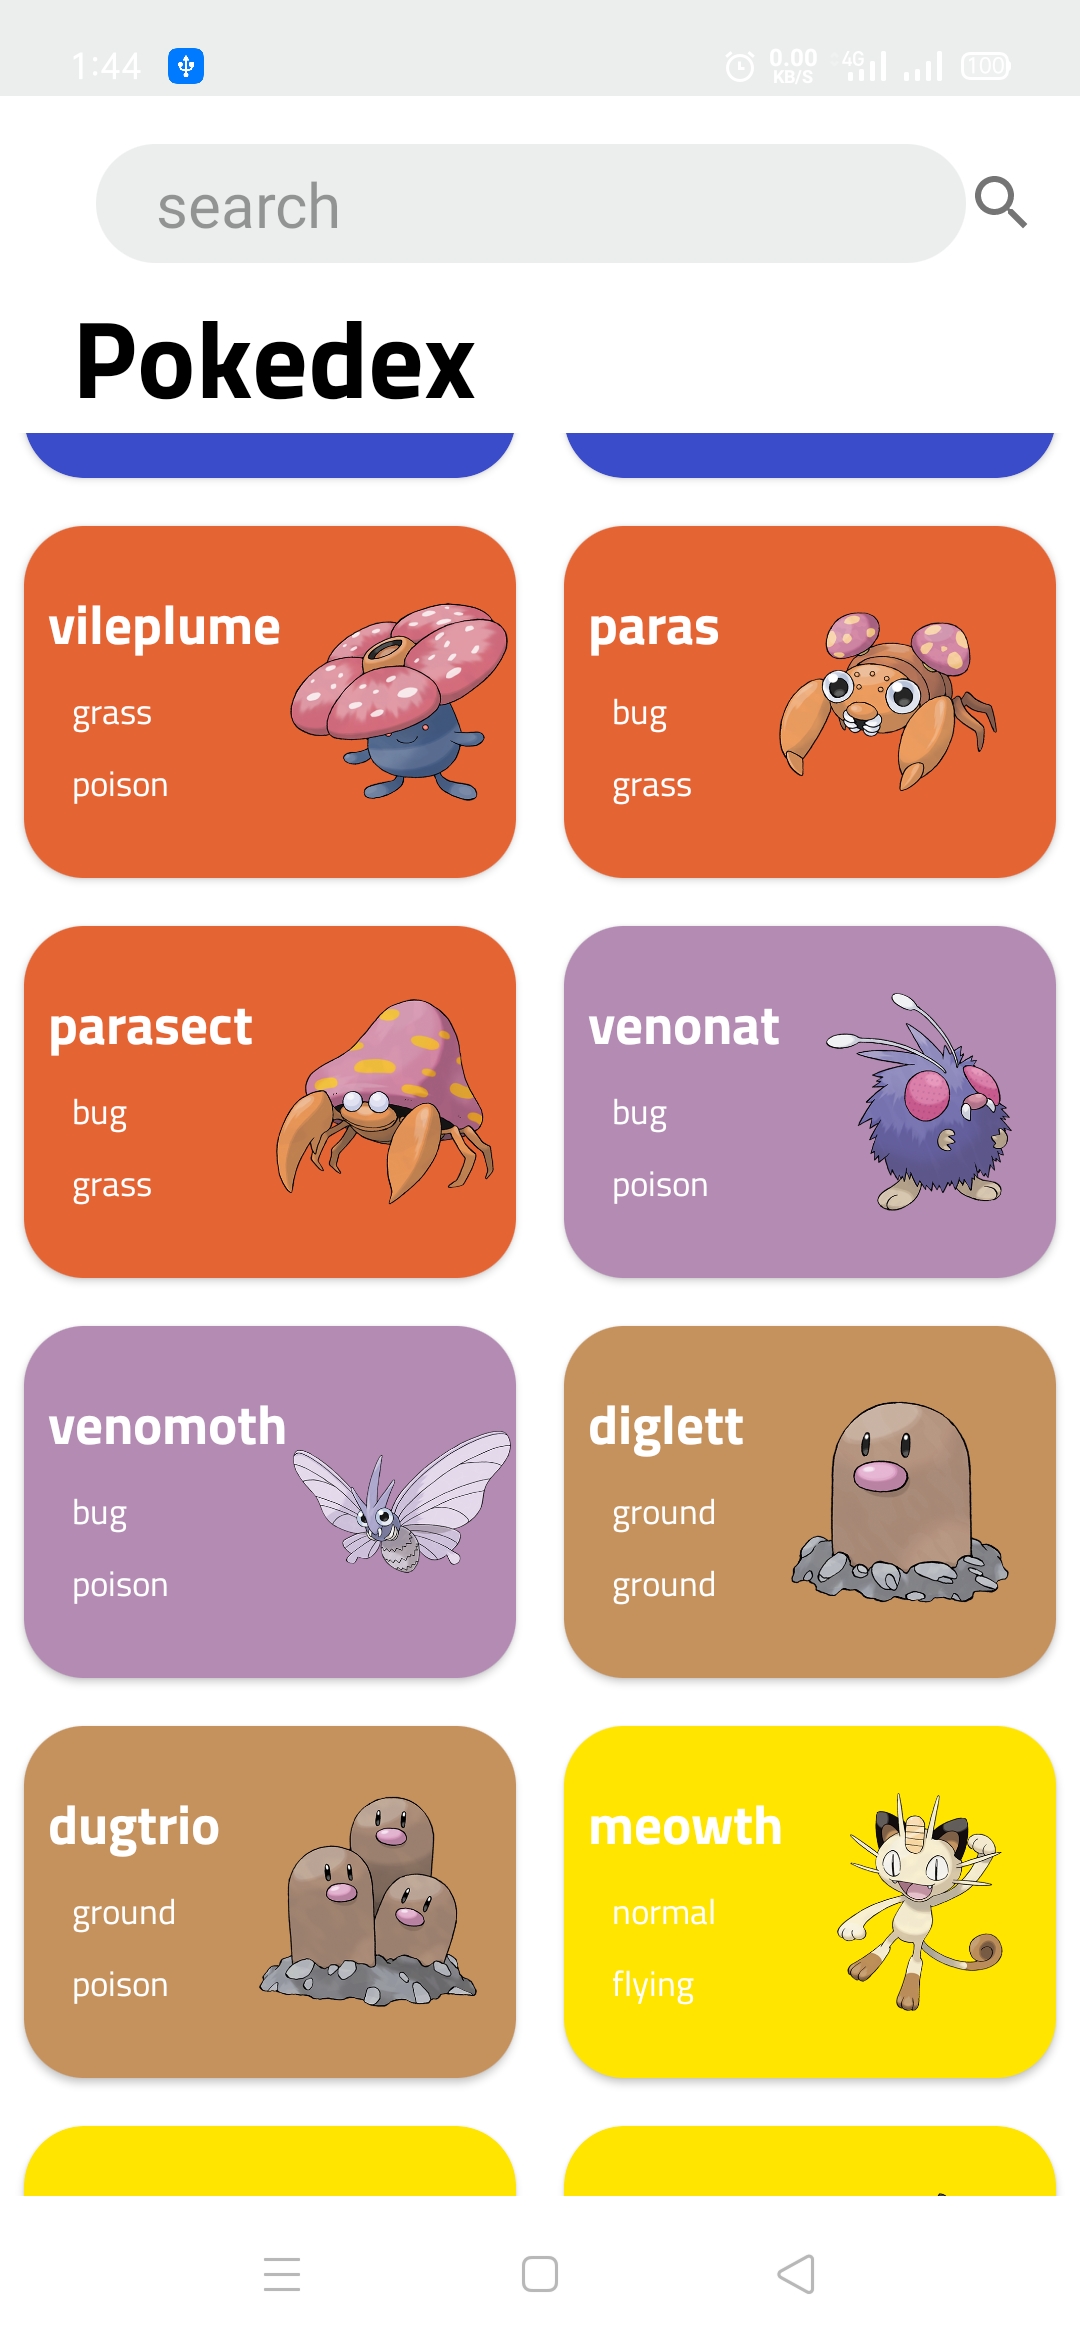 1:44
0.00
KB/S
4G
100
search
Pokedex
vileplume
grass
poison
paras
bug
grass
parasect
bug
grass
venonat
bug
poison
venomoth
bug
poison
diglett
ground
ground
dugtrio
ground
poison
meowth
normal
flying